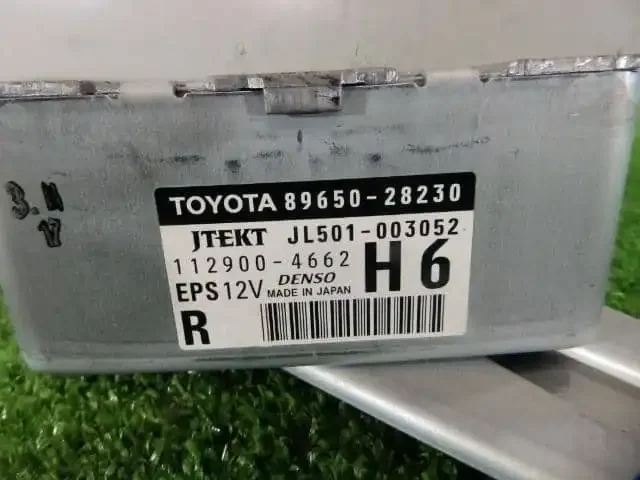 TOYOTA 89650-28230
JTEKT JL501-003052
112900-4662 DENSO H6
EPS12V MADE IN JAPAN
R